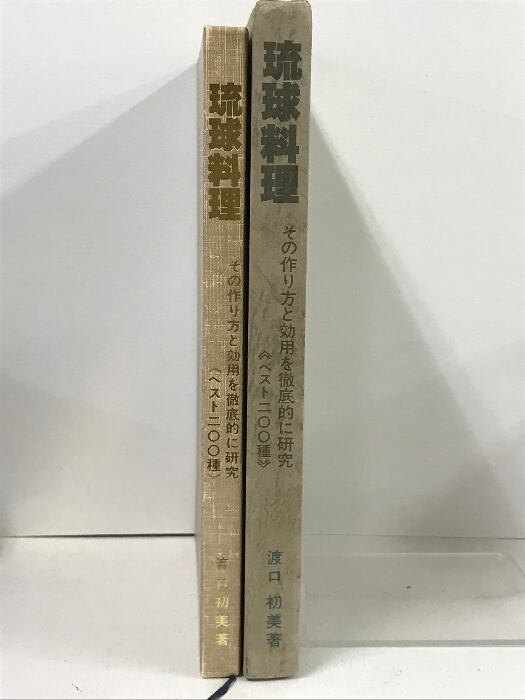 琉球料理
その作り方と効用を徹底的に研究
《ベスト二〇〇種》
渡口 初美著
琉球料理
その作り方と効用を徹底的に研究
（ベスト二〇〇種）
渡口 初美著